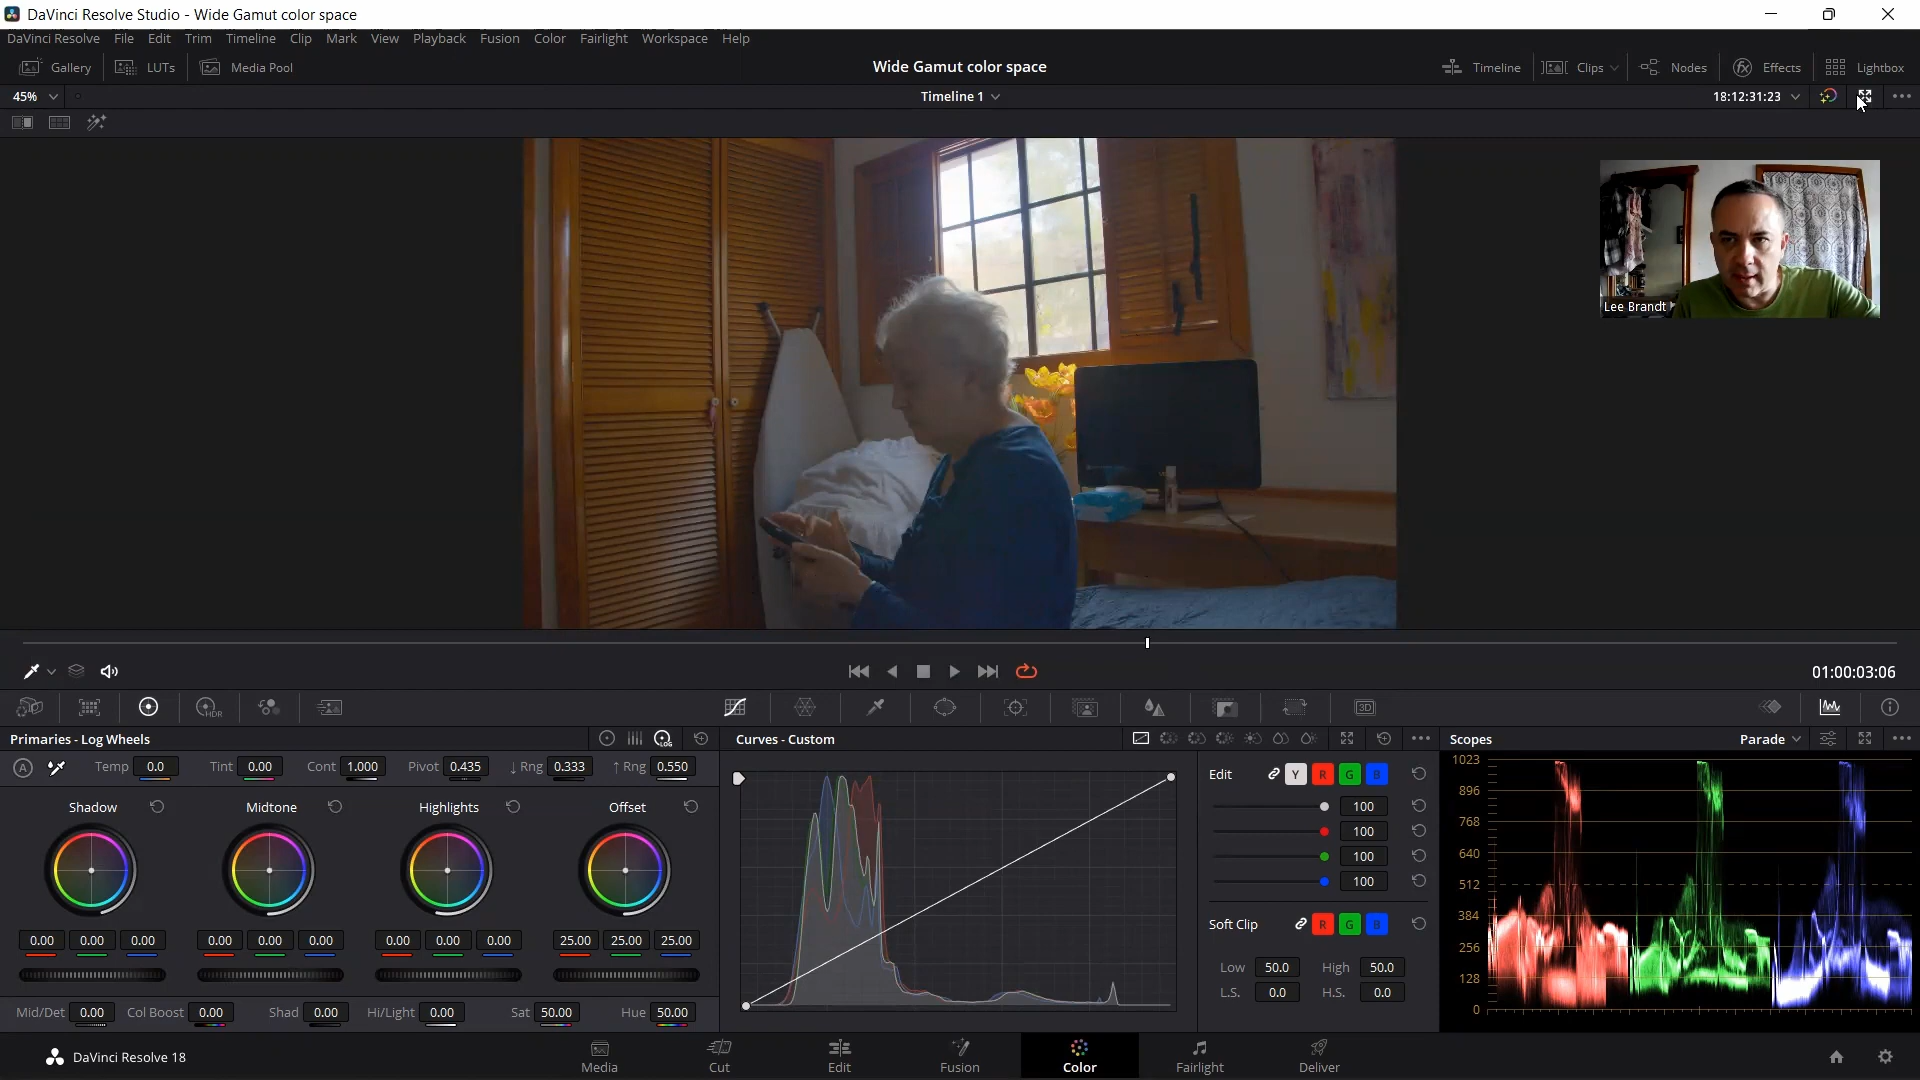 DaVinci Resolve Studio - Wide Gamut color space
DaVinci Resolve File Edit Trim Timeline Clip Mark View Playback Fusion Color Fairlight Workspace Help
Gallery LUTs Media Pool Wide Gamut color space Timeline Clips Nodes Effects Lightbox
45% Timeline 1 18:12:31:23
Lee Brandt
01:00:03:06
HDR 3D
Primaries - Log Wheels LOG Curves - Custom Scopes Parade
A Temp 0.0 Tint 0.00 Cont 1.000 Pivot 0.435 ↓ Rng 0.333 ↑ Rng 0.550
Shadow Midtone Highlights Offset
0.00 0.00 0.00 0.00 0.00 0.00 0.00 0.00 0.00 25.00 25.00 25.00
Mid/Det 0.00 Col Boost 0.00 Shad 0.00 Hi/Light 0.00 Sat 50.00 Hue 50.00
Edit Y R G B
100
100
100
100
Soft Clip R G B
Low 50.0 High 50.0
L.S. 0.0 H.S. 0.0
1023
896
768
640
512
384
256
128
0
DaVinci Resolve 18 Media Cut Edit Fusion Color Fairlight Deliver